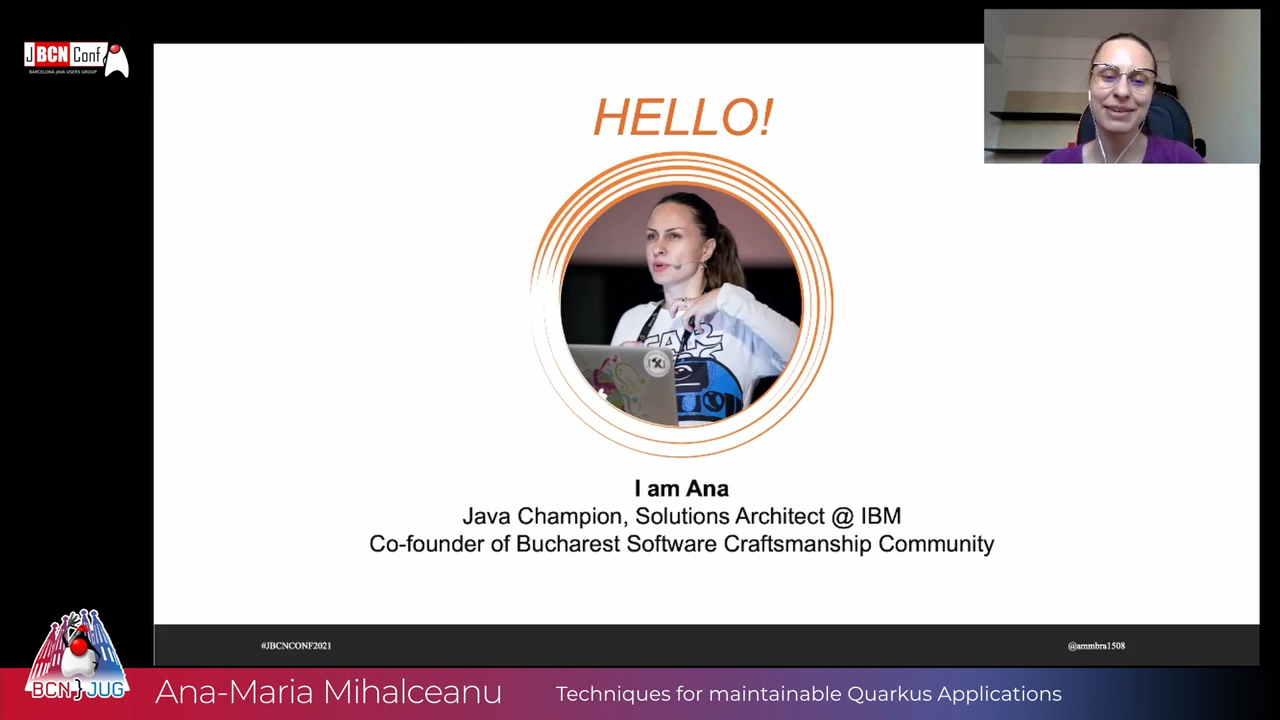 JBCNConf
BARCELONA JAVA USERS GROUP
HELLO!
I am Ana
Java Champion, Solutions Architect @ IBM
Co-founder of Bucharest Software Craftsmanship Community
#JBCNCONF2021
@ammbra1508
BCN JUG
Ana-Maria Mihalceanu
Techniques for maintainable Quarkus Applications